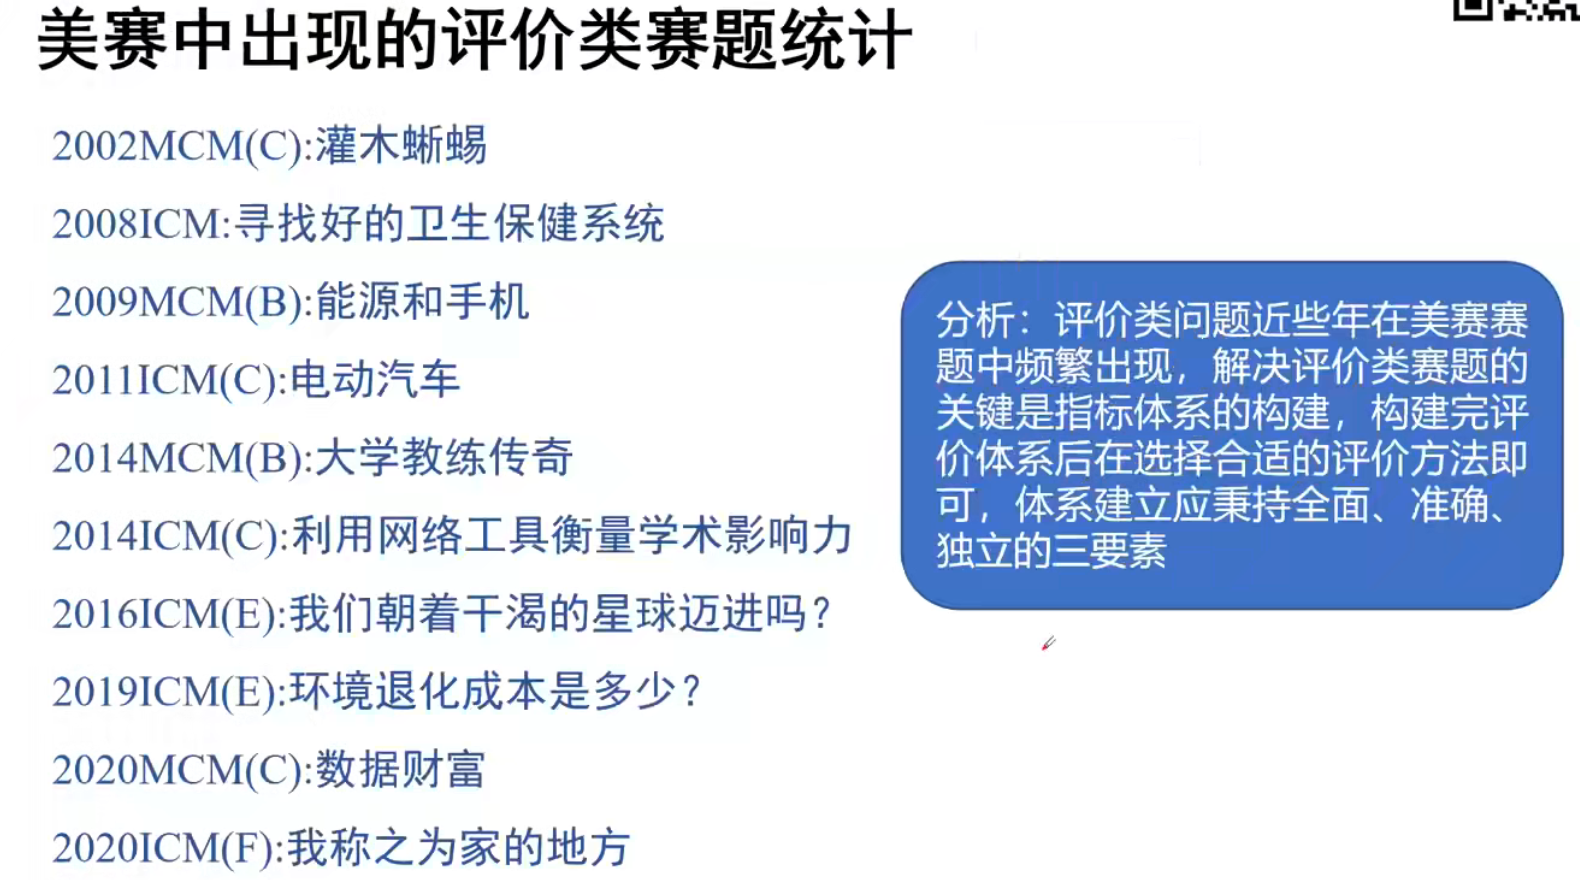 美赛中出现的评价类赛题统计
2002MCM(C):灌木蜥蜴
2008ICM:寻找好的卫生保健系统
2009MCM(B):能源和手机
2011ICM(C):电动汽车
2014MCM(B):大学教练传奇
2014ICM(C):利用网络工具衡量学术影响力
2016ICM(E):我们朝着干渴的星球迈进吗？
2019ICM(E):环境退化成本是多少？
2020MCM(C):数据财富
2020ICM(F):我称之为家的地方
分析：评价类问题近些年在美赛赛
题中频繁出现，解决评价类赛题的
关键是指标体系的构建，构建完评
价体系后在选择合适的评价方法即
可，体系建立应秉持全面、准确、
独立的三要素